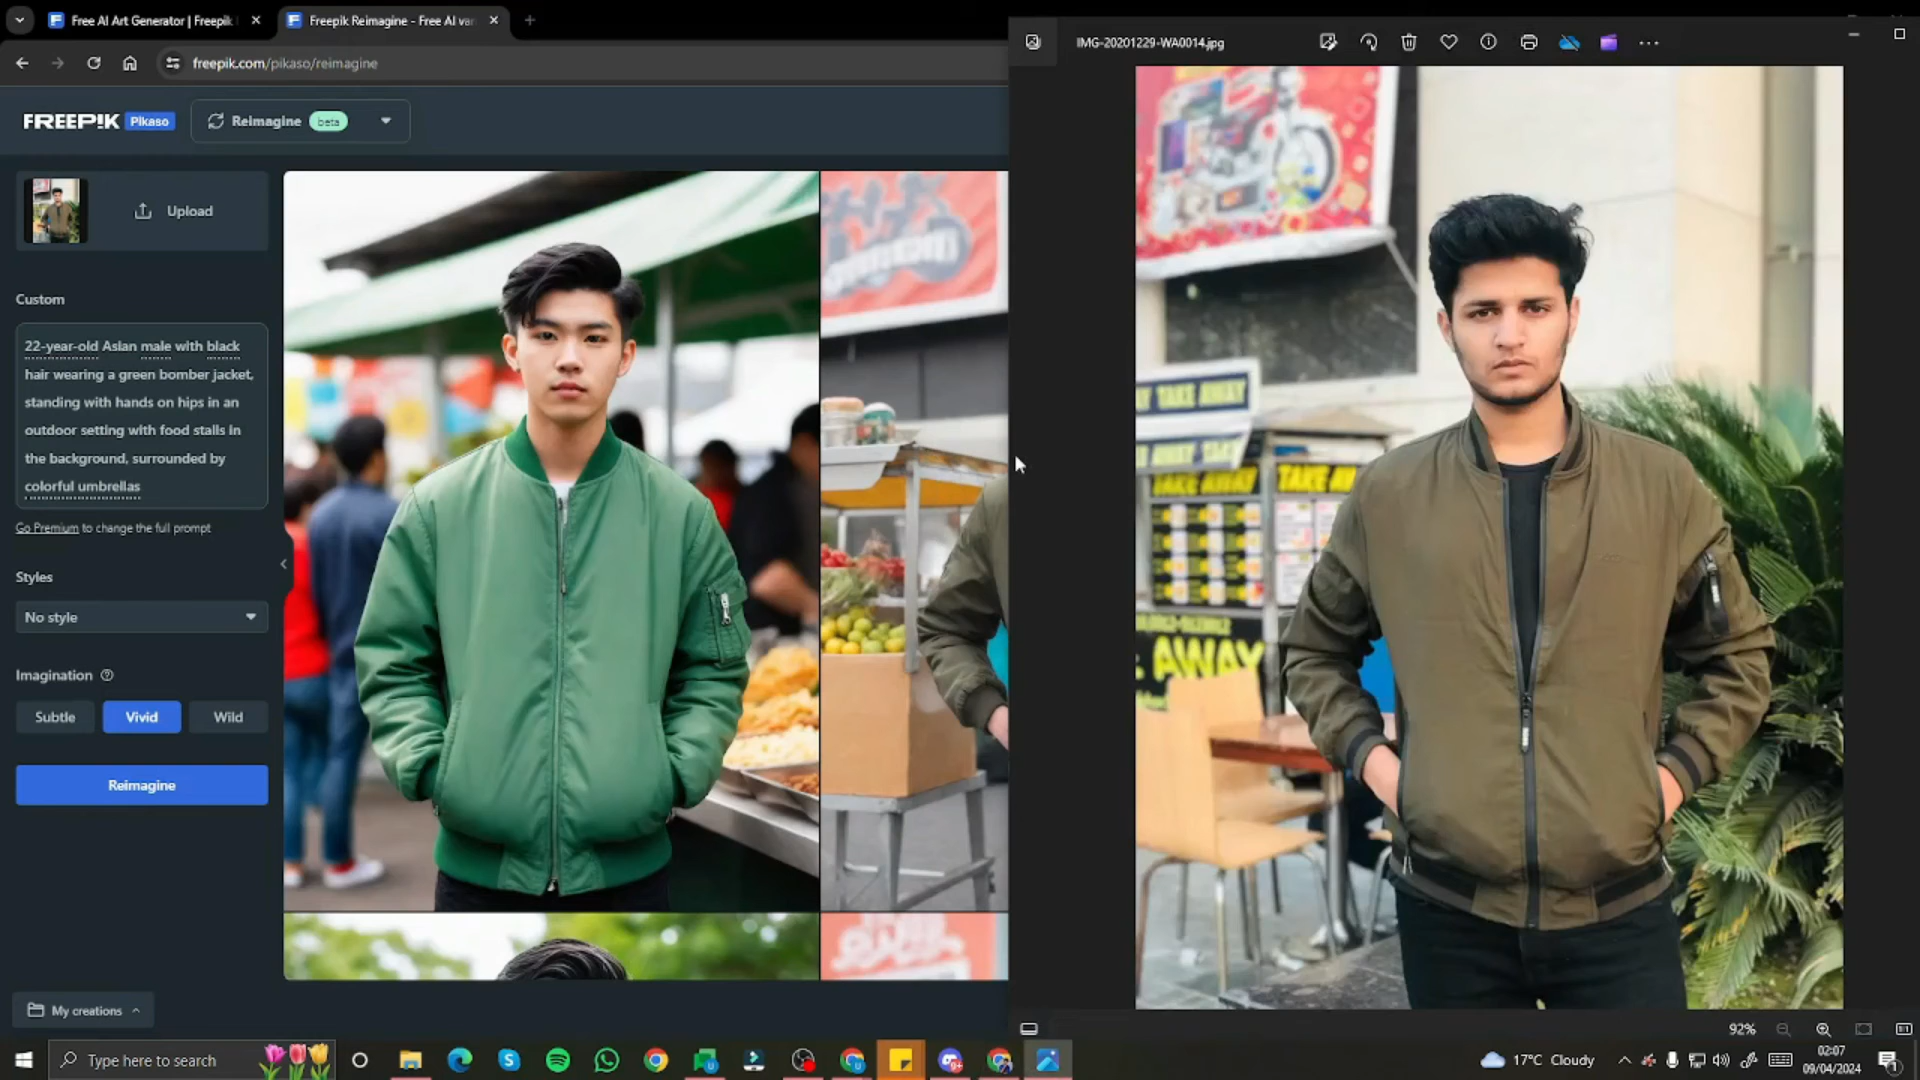 Free AI Art Generator | Freepik
Freepik Reimagine - Free AI var
freepik.com/pikaso/reimagine
IMG-20201229-WA0014.jpg
FREEPIK Pikaso
Reimagine beta
Upload
Custom
22-year-old Asian male with black
hair wearing a green bomber jacket,
standing with hands on hips in an
outdoor setting with food stalls in
the background, surrounded by
colorful umbrellas
Go Premium to change the full prompt
Styles
No style
Imagination
Subtle
Vivid
Wild
Reimagine
My creations
TAKE AWAY
AWAY
TAKE AWAY
TAKE AW
AWAY
92%
Type here to search
17°C Cloudy
02:07
09/04/2024